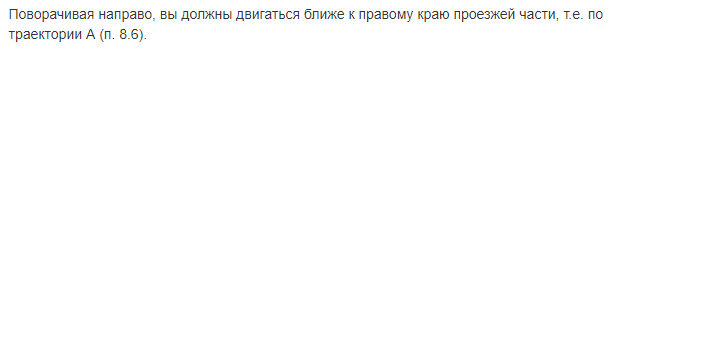 Поворачивая направо, вы должны двигаться ближе к правому краю проезжей части, т.е. по
траектории А (п. 8.6).